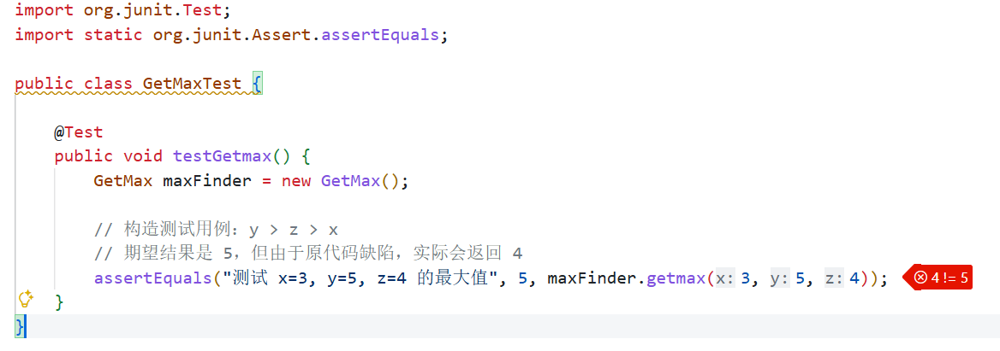 import org.junit.Test;
import static org.junit.Assert.assertEquals;
public class GetMaxTest {
@Test
public void testGetmax() {
GetMax maxFinder = new GetMax();
// 构造测试用例：y > z > x
// 期望结果是 5，但由于原代码缺陷，实际会返回 4
assertEquals("测试 x=3, y=5, z=4 的最大值", 5, maxFinder.getmax(x: 3, y: 5, z: 4)); 4 != 5
}
}